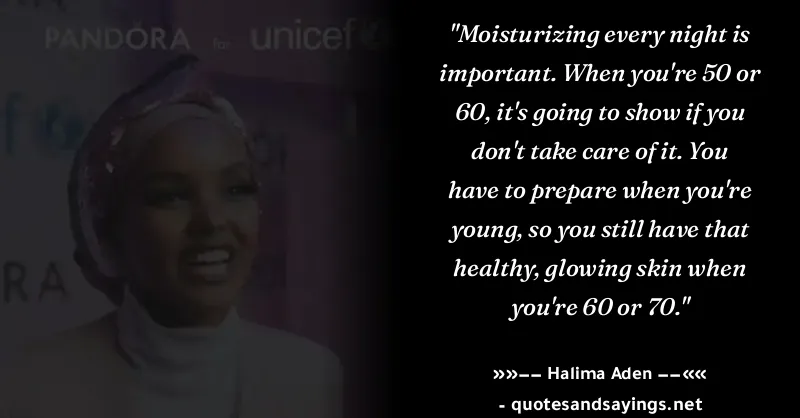 PANDÓRA for unicef
"Moisturizing every night is
important. When you're 50 or
60, it's going to show if you
don't take care of it. You
have to prepare when you're
young, so you still have that
healthy, glowing skin when
you're 60 or 70."
RA
»»–– Halima Aden ––««
- quotesandsayings.net